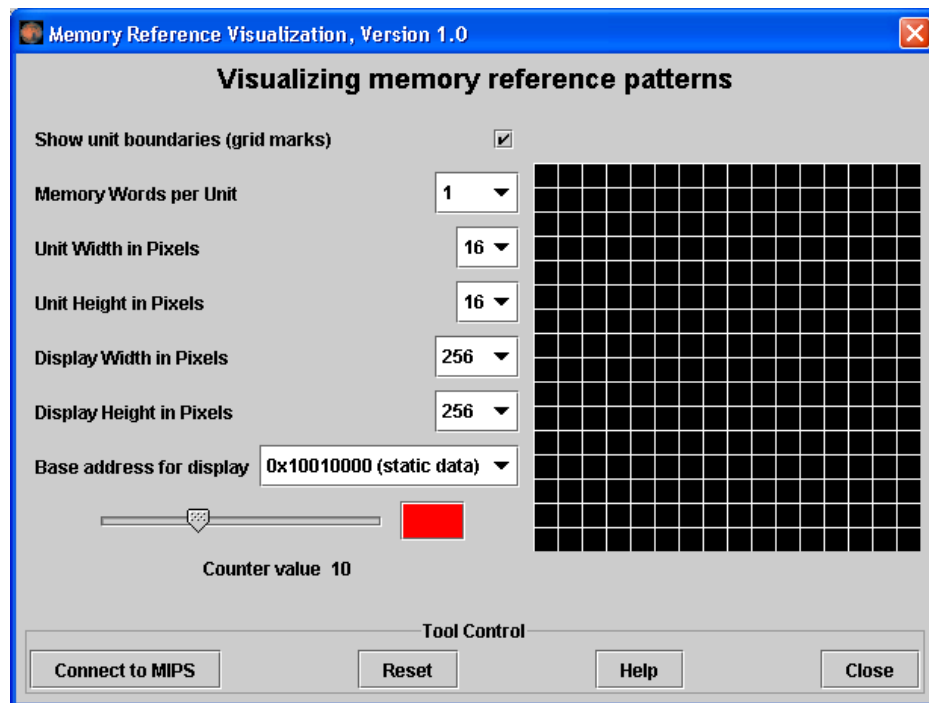 Memory Reference Visualization, Version 1.0
Visualizing memory reference patterns
Show unit boundaries (grid marks)
Memory Words per Unit 1
Unit Width in Pixels 16
Unit Height in Pixels 16
Display Width in Pixels 256
Display Height in Pixels 256
Base address for display 0x10010000 (static data)
Counter value 10
Tool Control
Connect to MIPS Reset Help Close